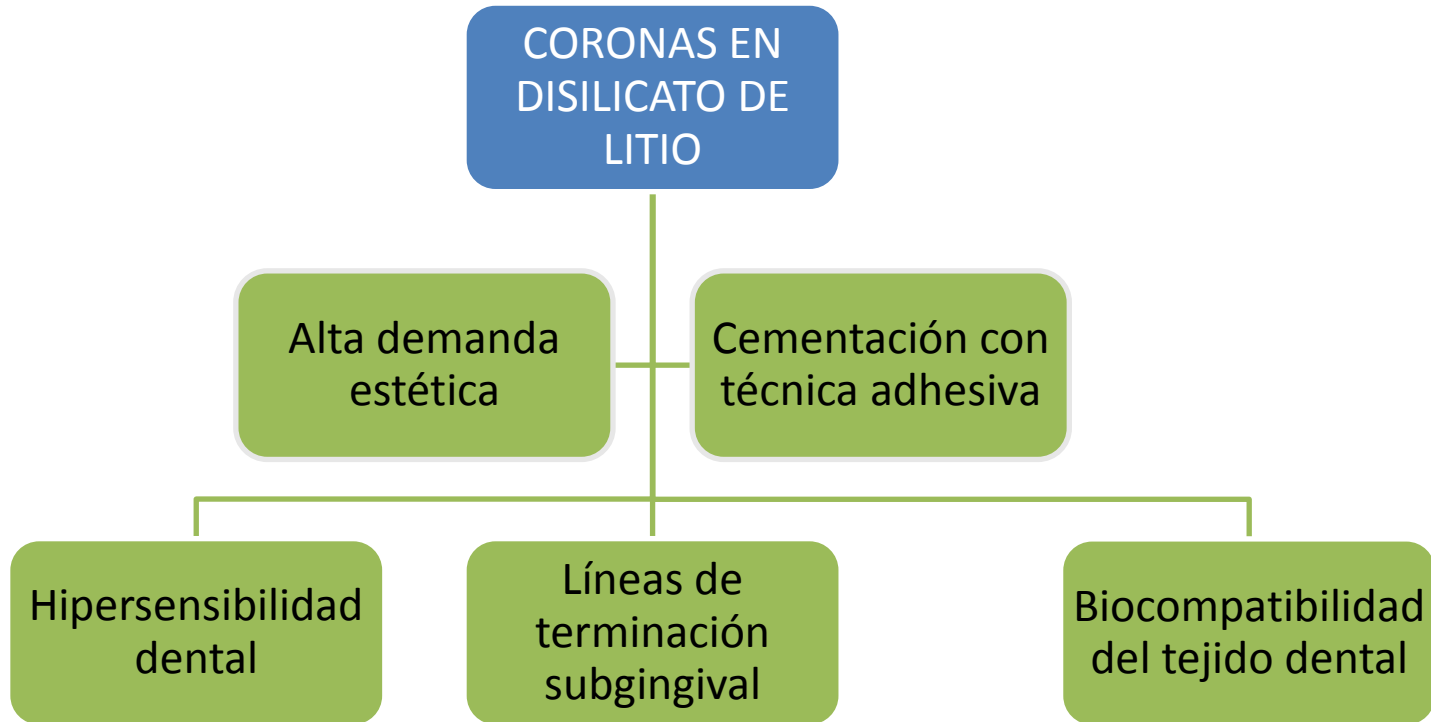 CORONAS EN
DISILICATO DE
LITIO
Alta demanda
estética
Cementación con
técnica adhesiva
Hipersensibilidad
dental
Líneas de
terminación
subgingival
Biocompatibilidad
del tejido dental